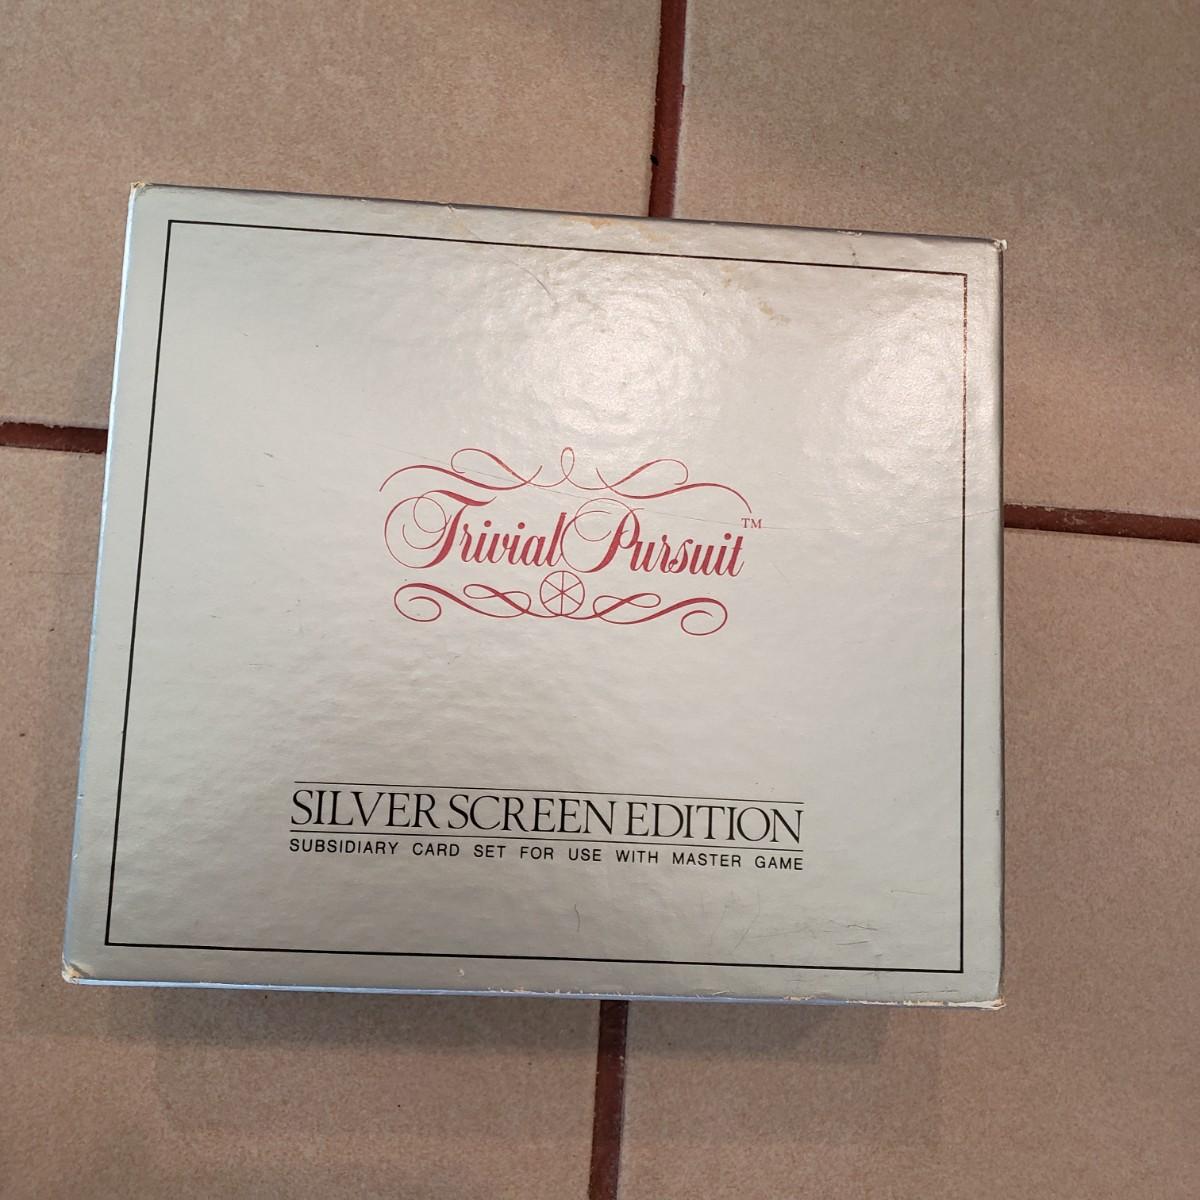 Trivial Pursuit™
SILVER SCREEN EDITION
SUBSIDIARY CARD SET FOR USE WITH MASTER GAME